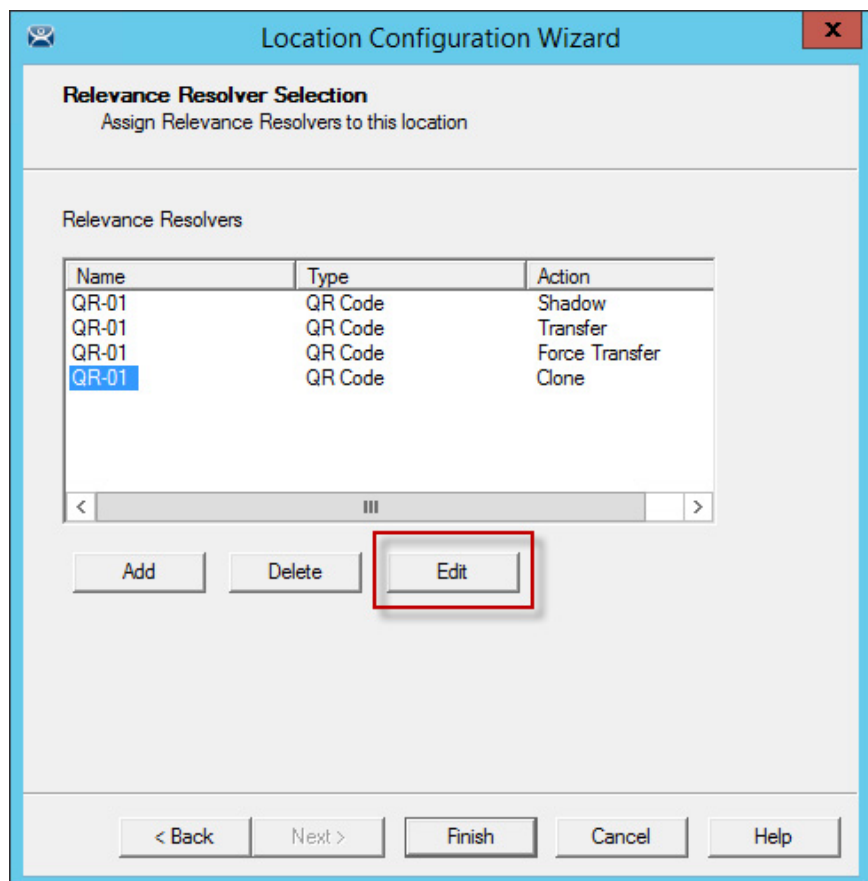 Location Configuration Wizard
x
Relevance Resolver Selection
Assign Relevance Resolvers to this location
Relevance Resolvers
Name Type Action
QR-01 QR Code Shadow
QR-01 QR Code Transfer
QR-01 QR Code Force Transfer
QR-01 QR Code Clone
Add Delete Edit
< Back Next > Finish Cancel Help